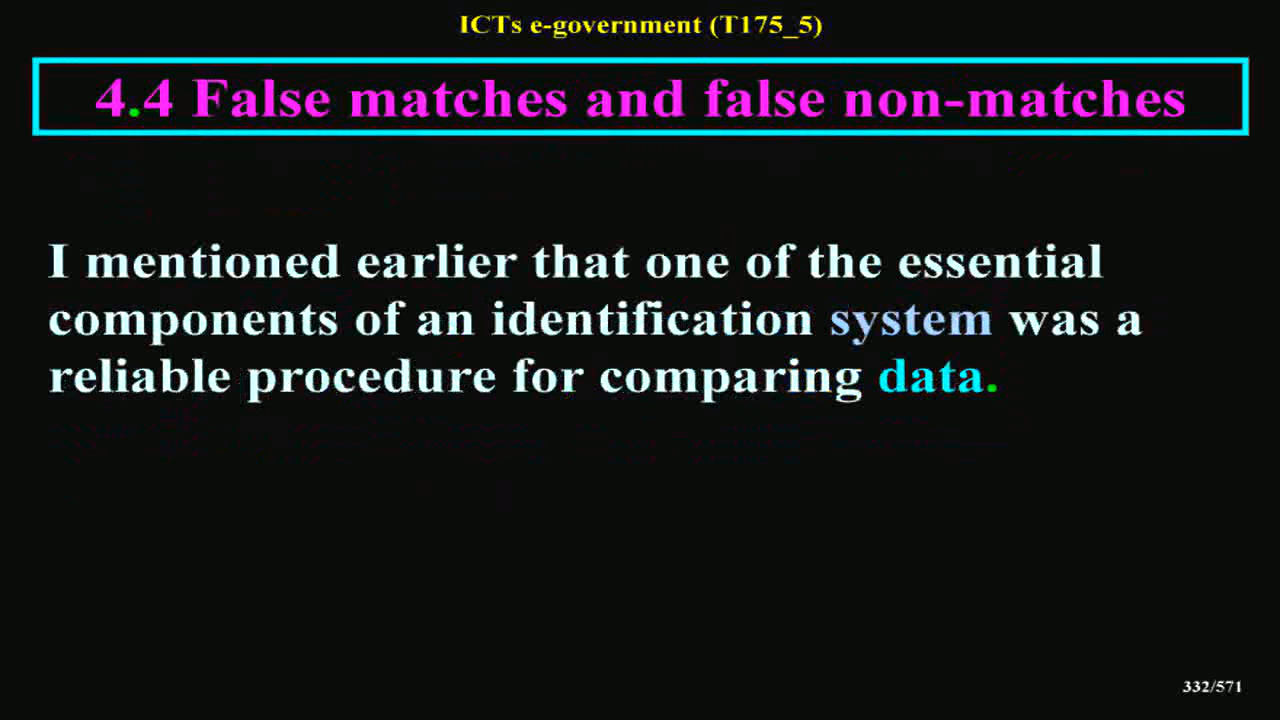 ICTs e-government (T175_5)
4.4 False matches and false non-matches
I mentioned earlier that one of the essential
components of an identification system was a
reliable procedure for comparing data.
332/571